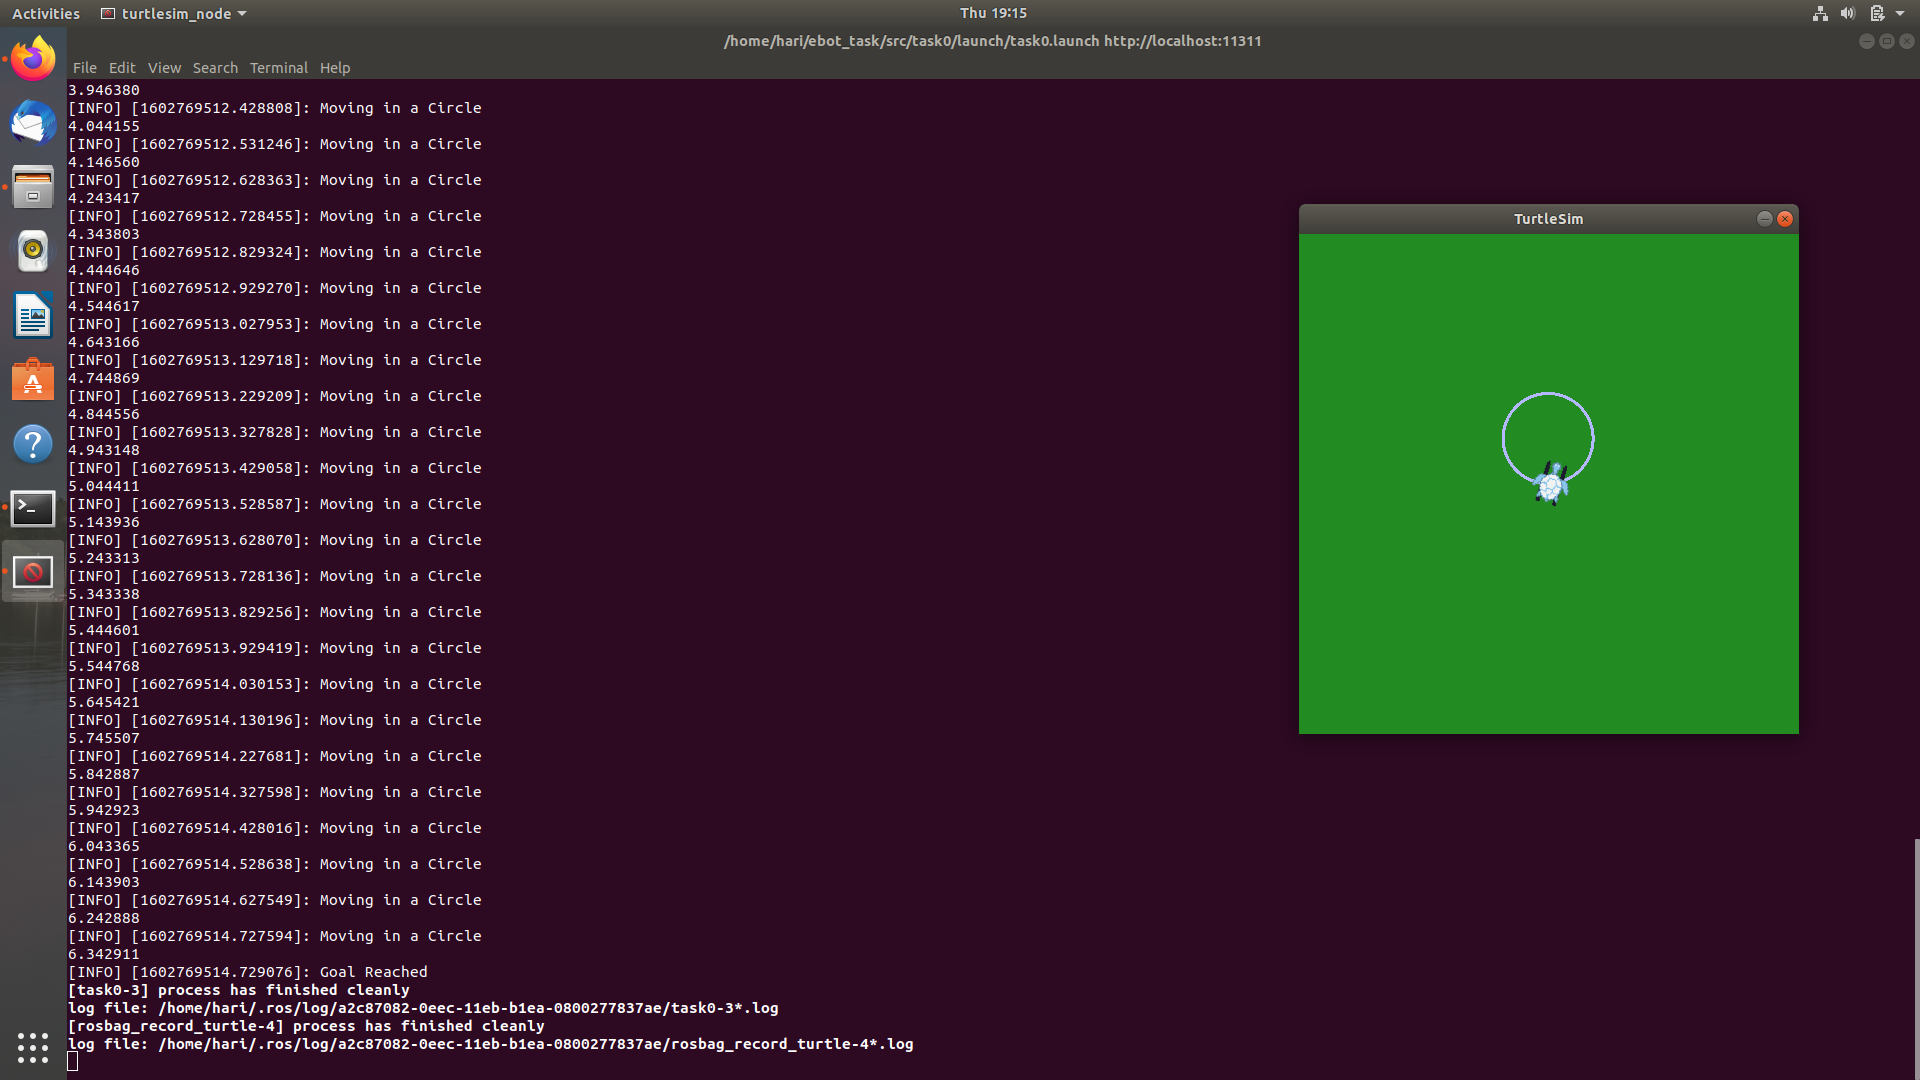 Activities
turtlesim_node
Thu 19:15
/home/hari/ebot_task/src/task0/launch/task0.launch http://localhost:11311
File Edit View Search Terminal Help
3.946380
[INFO] [1602769512.428808]: Moving in a Circle
4.044155
[INFO] [1602769512.531246]: Moving in a Circle
4.146560
[INFO] [1602769512.628363]: Moving in a Circle
4.243417
[INFO] [1602769512.728455]: Moving in a Circle
4.343803
[INFO] [1602769512.829324]: Moving in a Circle
4.444646
[INFO] [1602769512.929270]: Moving in a Circle
4.544617
[INFO] [1602769513.027953]: Moving in a Circle
4.643166
[INFO] [1602769513.129718]: Moving in a Circle
4.744869
[INFO] [1602769513.229209]: Moving in a Circle
4.844556
[INFO] [1602769513.327828]: Moving in a Circle
4.943148
[INFO] [1602769513.429058]: Moving in a Circle
5.044411
[INFO] [1602769513.528587]: Moving in a Circle
5.143936
[INFO] [1602769513.628070]: Moving in a Circle
5.243313
[INFO] [1602769513.728136]: Moving in a Circle
5.343338
[INFO] [1602769513.829256]: Moving in a Circle
5.444601
[INFO] [1602769513.929419]: Moving in a Circle
5.544768
[INFO] [1602769514.030153]: Moving in a Circle
5.645421
[INFO] [1602769514.130196]: Moving in a Circle
5.745507
[INFO] [1602769514.227681]: Moving in a Circle
5.842887
[INFO] [1602769514.327598]: Moving in a Circle
5.942923
[INFO] [1602769514.428016]: Moving in a Circle
6.043365
[INFO] [1602769514.528638]: Moving in a Circle
6.143903
[INFO] [1602769514.627549]: Moving in a Circle
6.242888
[INFO] [1602769514.727594]: Moving in a Circle
6.342911
[INFO] [1602769514.729076]: Goal Reached
[task0-3] process has finished cleanly
log file: /home/hari/.ros/log/a2c87082-0eec-11eb-b1ea-0800277837ae/task0-3*.log
[rosbag_record_turtle-4] process has finished cleanly
log file: /home/hari/.ros/log/a2c87082-0eec-11eb-b1ea-0800277837ae/rosbag_record_turtle-4*.log
TurtleSim